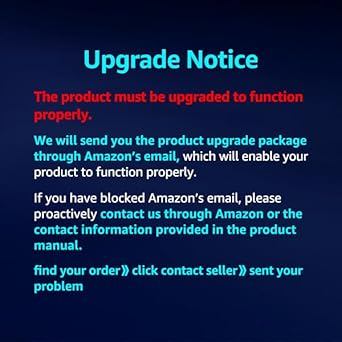 Upgrade Notice
The product must be upgraded to function
properly.
We will send you the product upgrade package
through Amazon's email, which will enable your
product to function properly.
If you have blocked Amazon's email, please
proactively contact us through Amazon or the
contact information provided in the product
manual.
find your order》 click contact seller》 sent your
problem